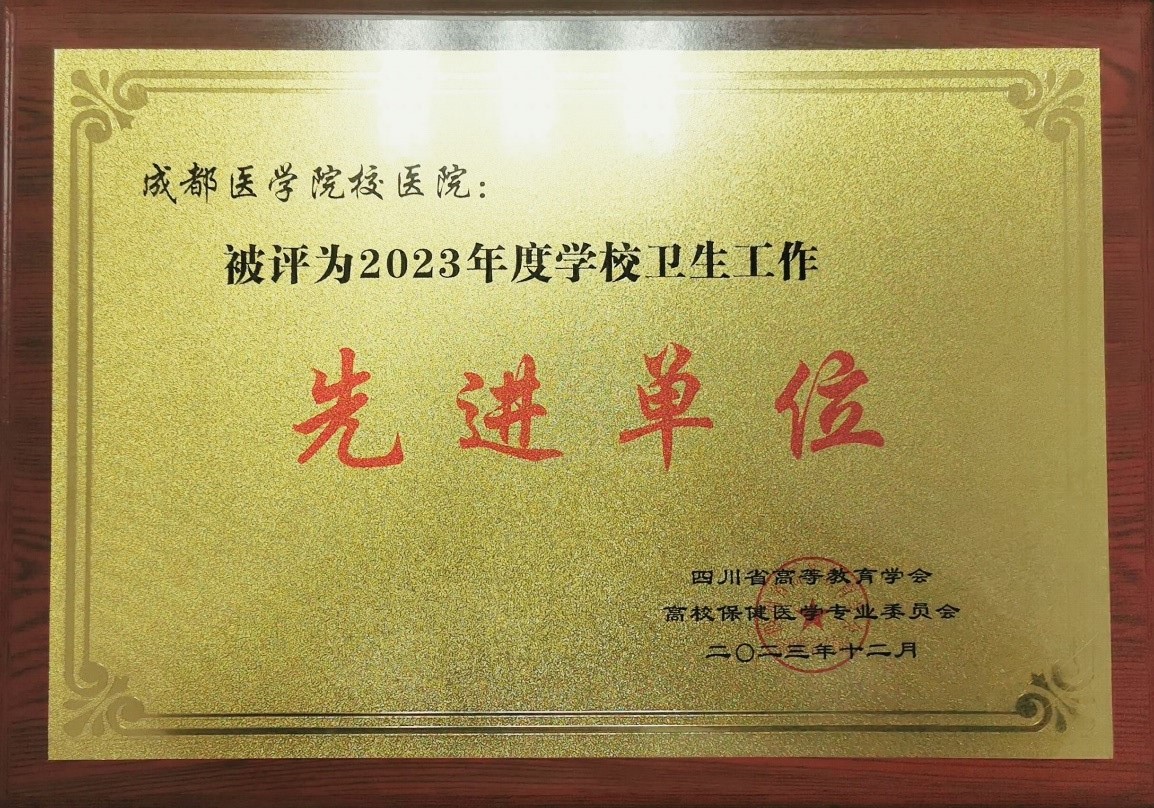 成都医学院校医院：
被评为2023年度学校卫生工作
先进单位
四川省高等教育学会
高校保健医学专业委员会
二〇二三年十二月